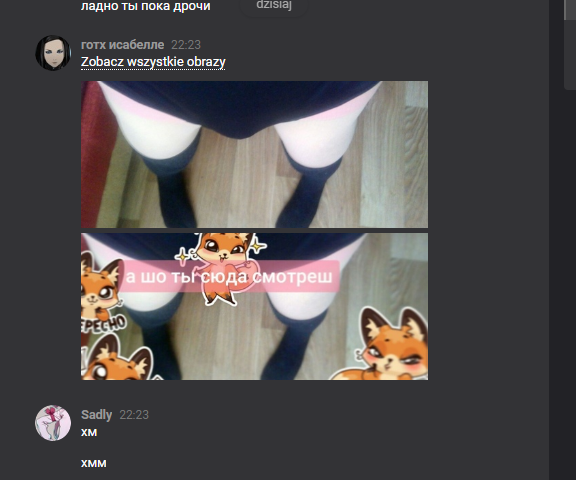 ладно ты пока дрочи
dzisiaj
готх исабелле 22:23
Zobacz wszystkie obrazy
а шо ты сюда смотреш
ЕРЕСНО
Sadly 22:23
хм
хмм